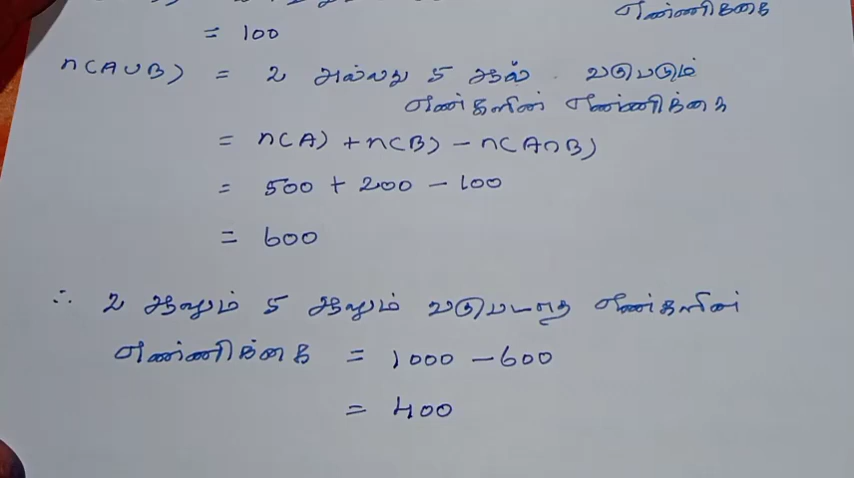 எண்ணிக்கை
= 100
n(A∪B) = 2 அல்லது 5 ஆல் வகுபடும்
எண்களின் எண்ணிக்கை
= n(A) + n(B) - n(A∩B)
= 500 + 200 - 100
= 600
∴ 2 ஆலும் 5 ஆலும் வகுபடாத எண்களின்
எண்ணிக்கை = 1000 - 600
= 400